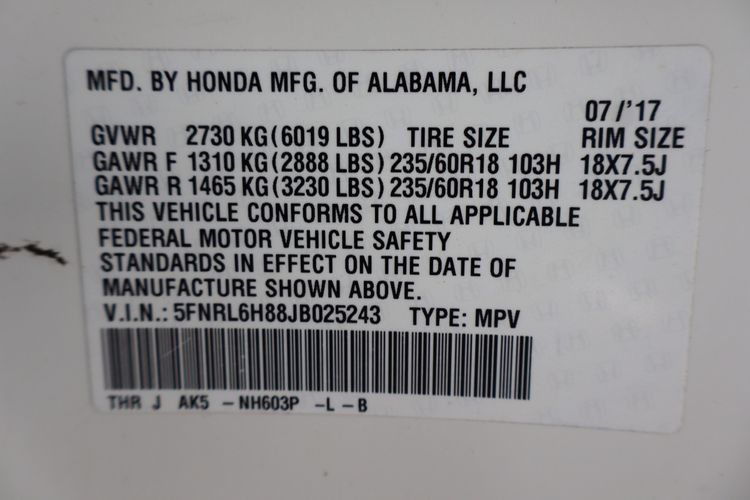 MFD. BY HONDA MFG. OF ALABAMA, LLC
07/'17
GVWR 2730 KG(6019 LBS) TIRE SIZE RIM SIZE
GAWR F 1310 KG(2888 LBS) 235/60R18 103H 18X7.5J
GAWR R 1465 KG(3230 LBS) 235/60R18 103H 18X7.5J
THIS VEHICLE CONFORMS TO ALL APPLICABLE
FEDERAL MOTOR VEHICLE SAFETY
STANDARDS IN EFFECT ON THE DATE OF
MANUFACTURE SHOWN ABOVE.
V.I.N.: 5FNRL6H88JB025243 TYPE: MPV
THR J AK5 - NH603P - L - B